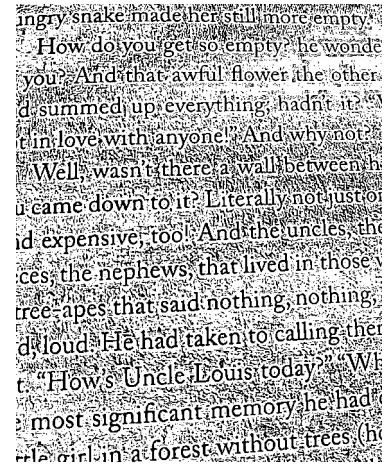 ngry snake made her still more empty.
How do you get so empty? he wonde
you? And that awful flower the other
d summed up everything, hadn't it? "
t in love with anyone!" And why not?
Well, wasn't there a wall between h
u came down to it? Literally not just o
d expensive, too! And the uncles, the
ces, the nephews, that lived in those w
tree-apes that said nothing, nothing,
d, loud. He had taken to calling ther
t. "How's Uncle Louis today?" "Wh
most significant memory he had o
tle girl in a forest without trees (ho